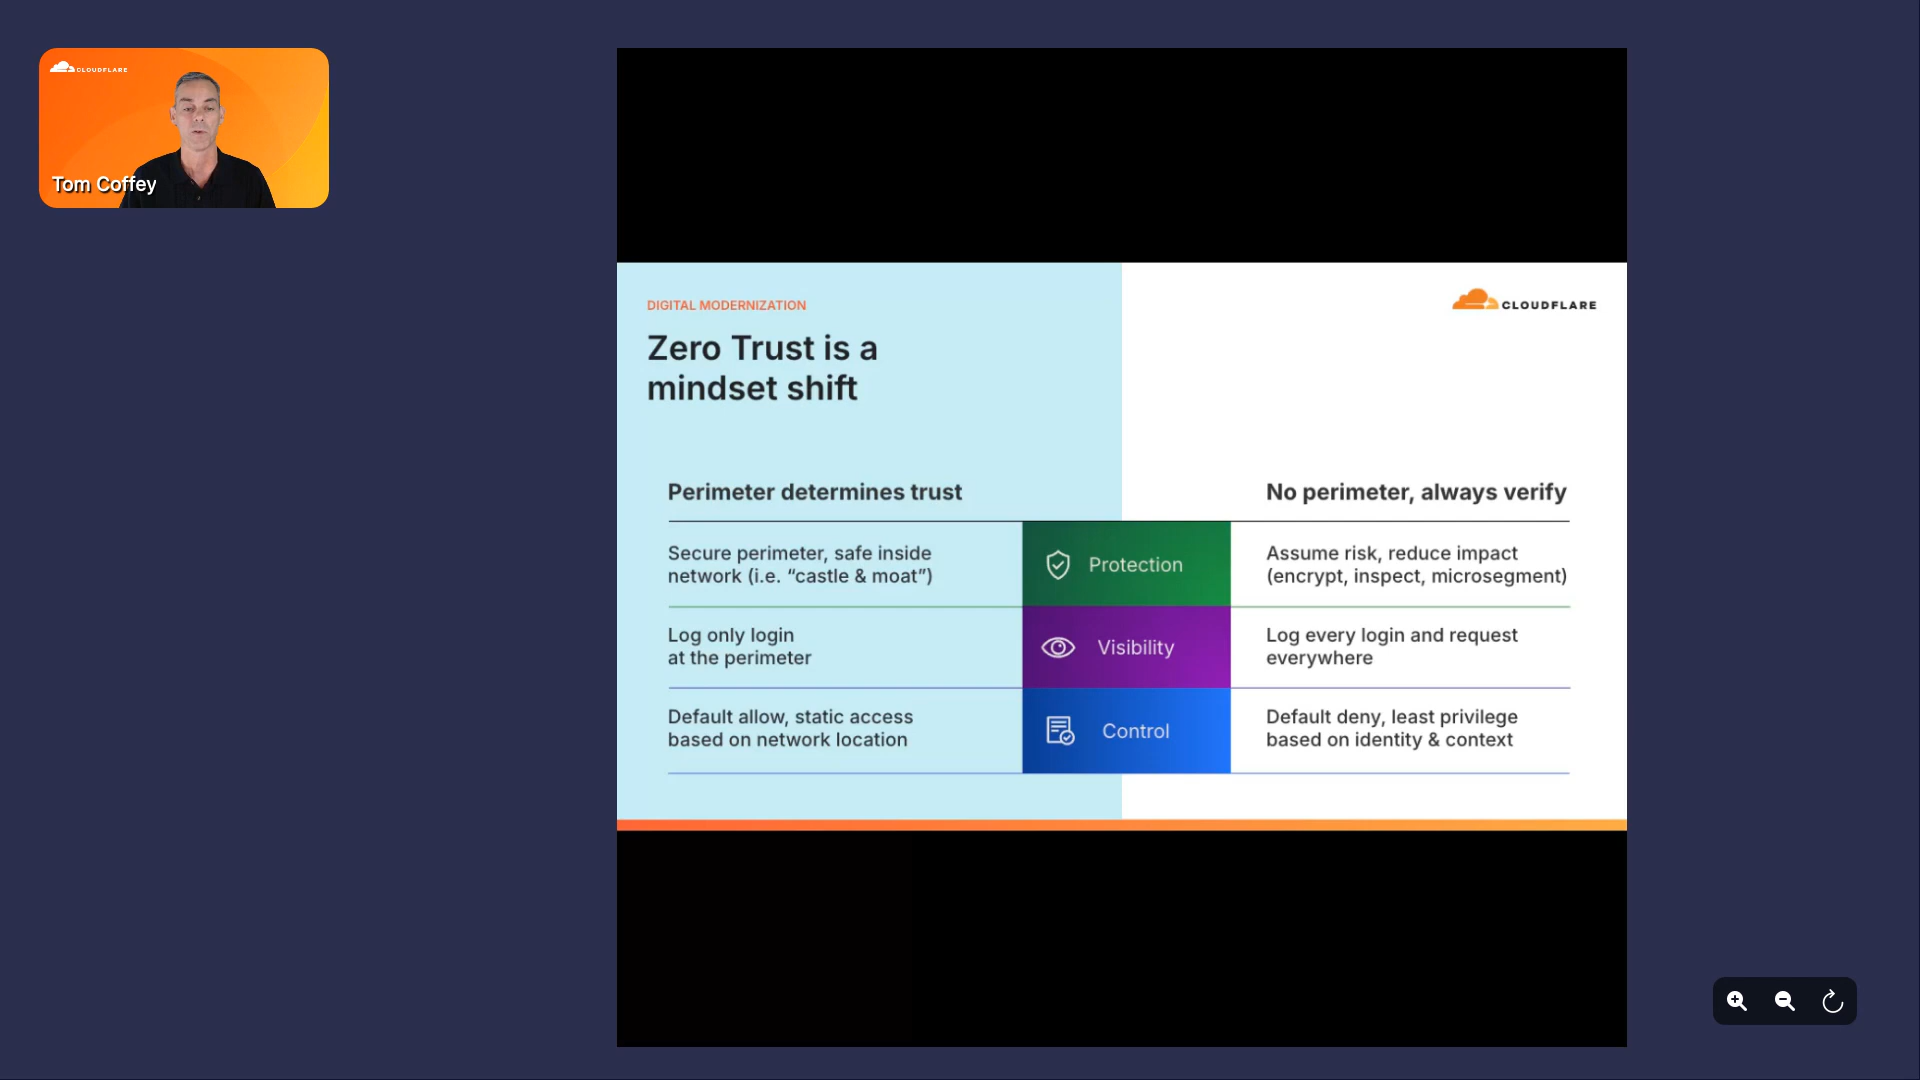 CLOUDFLARE
Tom Coffey
DIGITAL MODERNIZATION
CLOUDFLARE
Zero Trust is a
mindset shift
Perimeter determines trust
No perimeter, always verify
Secure perimeter, safe inside
network (i.e. “castle & moat”)
Protection
Assume risk, reduce impact
(encrypt, inspect, microsegment)
Log only login
at the perimeter
Visibility
Log every login and request
everywhere
Default allow, static access
based on network location
Control
Default deny, least privilege
based on identity & context